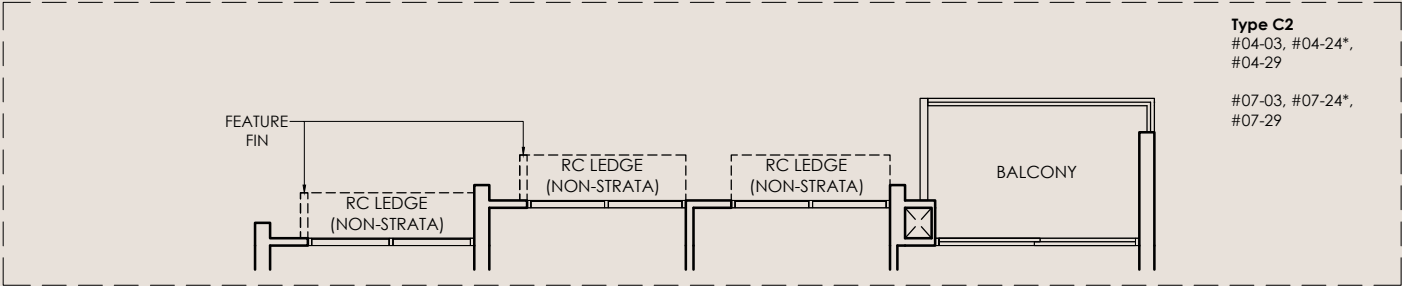 Type C2
#04-03, #04-24*,
#04-29
#07-03, #07-24*,
#07-29
FEATURE
FIN
RC LEDGE
(NON-STRATA)
RC LEDGE
(NON-STRATA)
RC LEDGE
(NON-STRATA)
BALCONY